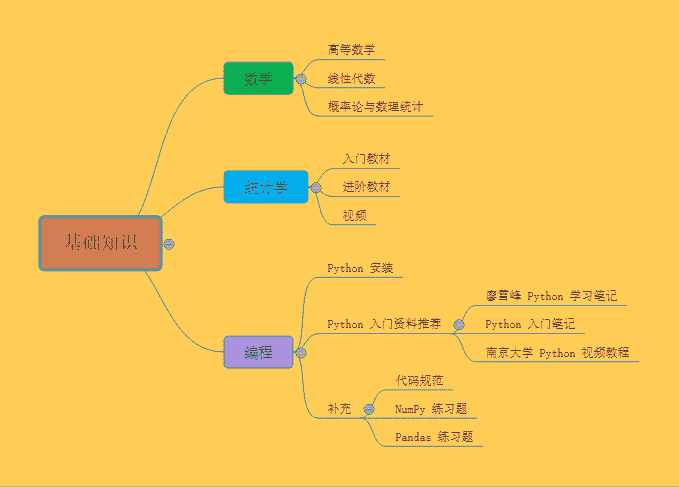 基础知识
数学
高等数学
线性代数
概率论与数理统计
统计学
入门教材
进阶教材
视频
编程
Python 安装
Python 入门资料推荐
廖雪峰 Python 学习笔记
Python 入门笔记
南京大学 Python 视频教程
补充
代码规范
NumPy 练习题
Pandas 练习题